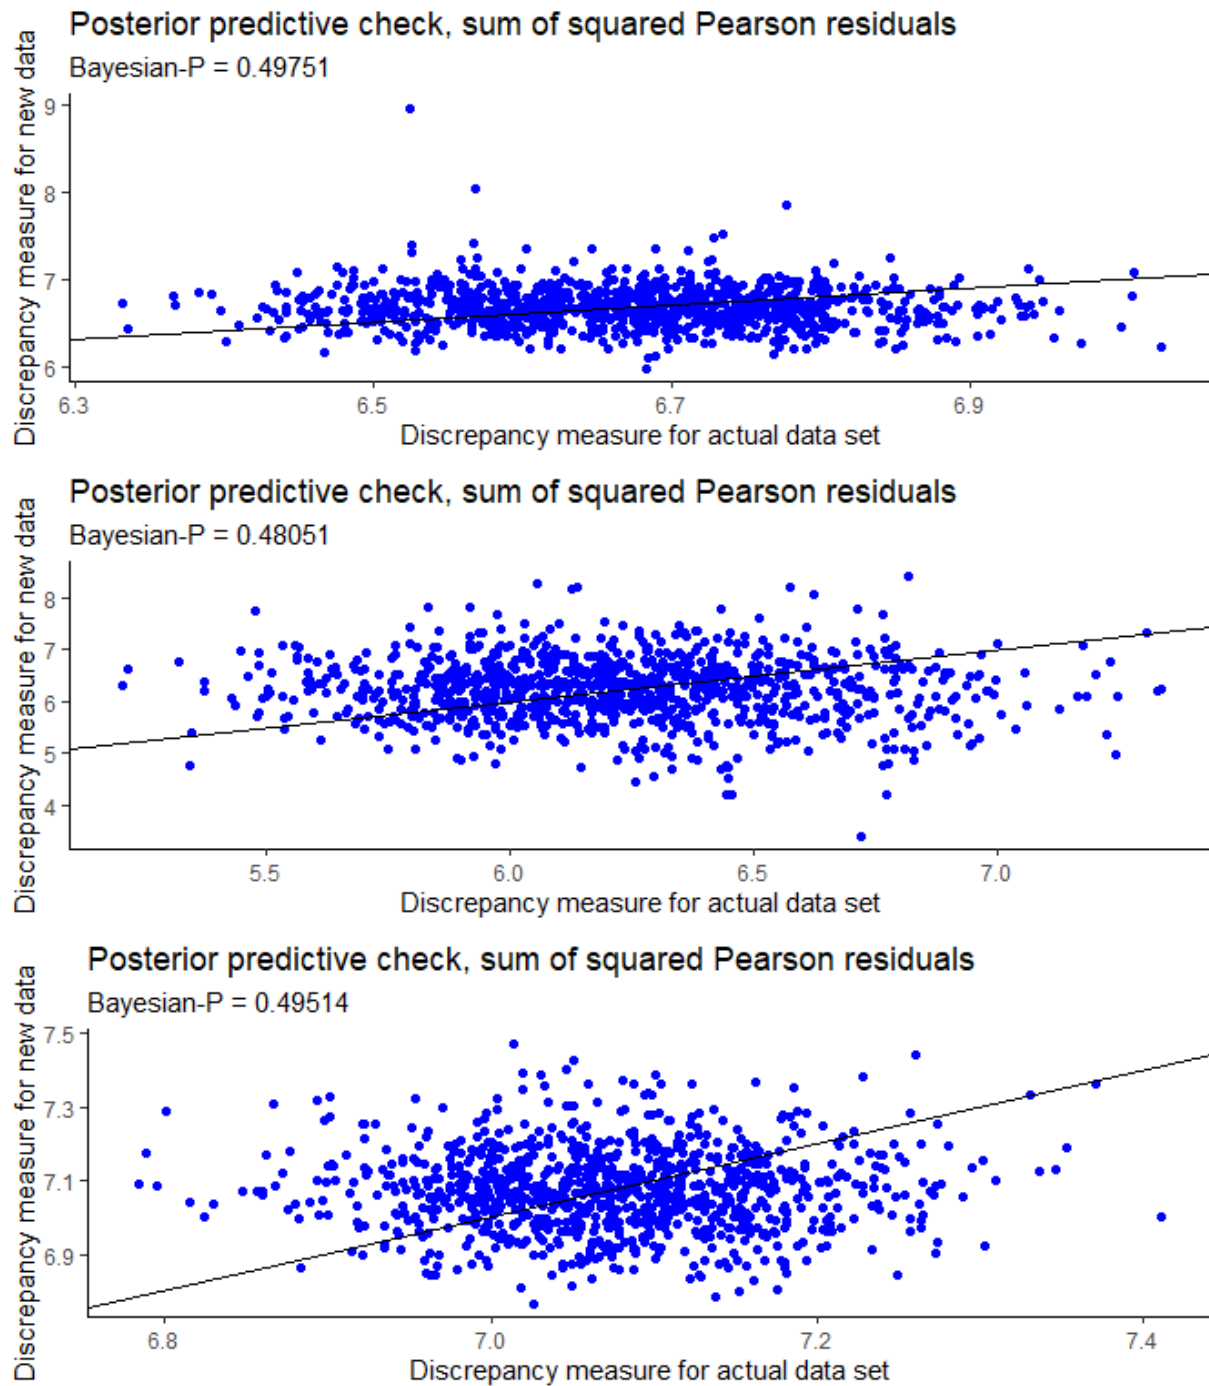 Posterior predictive check, sum of squared Pearson residuals
Bayesian-P = 0.49751
Discrepancy measure for new data
9
8
7
6
6.3
6.5
6.7
6.9
Discrepancy measure for actual data set
Posterior predictive check, sum of squared Pearson residuals
Bayesian-P = 0.48051
Discrepancy measure for new data
8
7
6
5
4
5.5
6.0
6.5
7.0
Discrepancy measure for actual data set
Posterior predictive check, sum of squared Pearson residuals
Bayesian-P = 0.49514
Discrepancy measure for new data
7.5
7.3
7.1
6.9
6.8
7.0
7.2
7.4
Discrepancy measure for actual data set